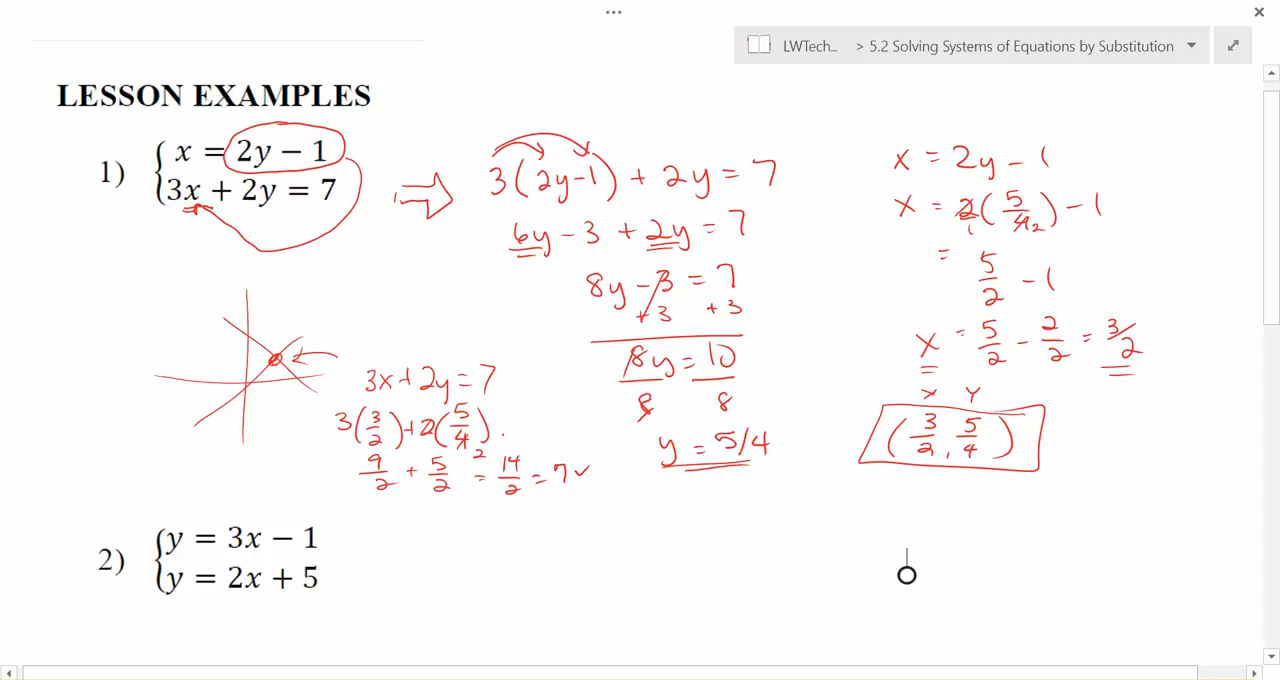 LWTech.. > 5.2 Solving Systems of Equations by Substitution
LESSON EXAMPLES
1) { x = 2y − 1
3x + 2y = 7
3(2y-1) + 2y = 7
6y - 3 + 2y = 7
8y - 3 = 7
+3 +3
8y = 10
8 8
y = 5/4
x = 2y - 1
x = 2(5/4 2) - 1
1
= 5/2 - 1
x = 5/2 - 2/2 = 3/2
x y
(3/2, 5/4)
3x + 2y = 7
3(3/2) + 2(5/4)
2
9/2 + 5/2 = 14/2 = 7 ✓
2) { y = 3x − 1
y = 2x + 5